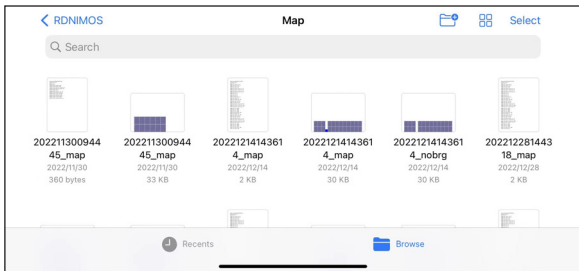 RDNIMOS
Map
Select
Search
202211300944
45_map
2022/11/30
360 bytes
202211300944
45_map
2022/11/30
33 KB
2022121414361
4_map
2022/12/14
2 KB
2022121414361
4_map
2022/12/14
30 KB
2022121414361
4_nobrg
2022/12/14
30 KB
202212281443
18_map
2022/12/28
2 KB
Recents
Browse